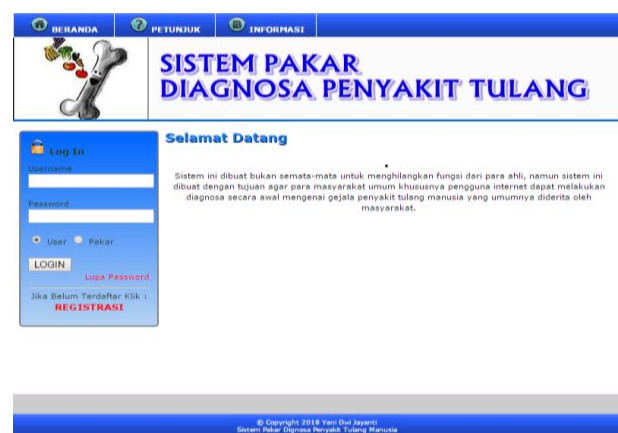 BERANDA PETUNJUK INFORMASI
SISTEM PAKAR
DIAGNOSA PENYAKIT TULANG
Log In
Username
Password
User Pakar
LOGIN
Lupa Password
Jika Belum Terdaftar Klik :
REGISTRASI
Selamat Datang
Sistem ini dibuat bukan semata-mata untuk menghilangkan fungsi dari para ahli, namun sistem ini
dibuat dengan tujuan agar para masyarakat umum khususnya pengguna internet dapat melakukan
diagnosa secara awal mengenai gejala penyakit tulang manusia yang umumnya diderita oleh
masyarakat.
© Copyright 2018 Yeni Dwi Jayanti
Sistem Pakar Dignosa Penyakit Tulang Manusia